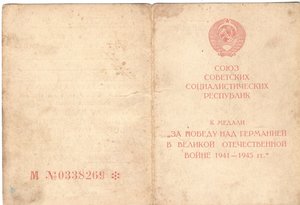 М №0338269 *
СОЮЗ
СОВЕТСКИХ
СОЦИАЛИСТИЧЕСКИХ
РЕСПУБЛИК
К МЕДАЛИ
„ЗА ПОБЕДУ НАД ГЕРМАНИЕЙ
В ВЕЛИКОЙ ОТЕЧЕСТВЕННОЙ
ВОЙНЕ 1941—1945 гг."